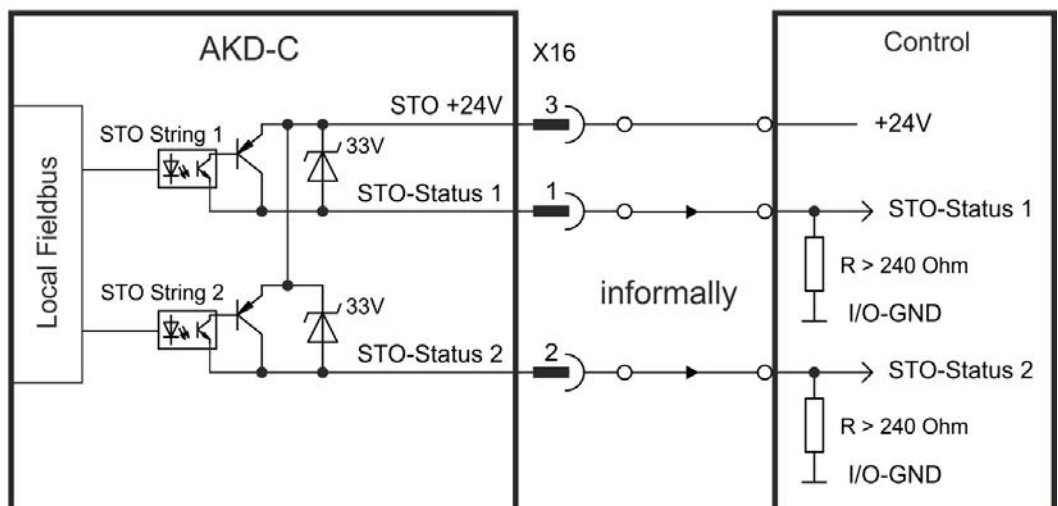 AKD-C
X16
Control
STO +24V
3
+24V
STO String 1
33V
STO-Status 1
1
STO-Status 1
R > 240 Ohm
I/O-GND
Local Fieldbus
informally
STO String 2
33V
STO-Status 2
2
STO-Status 2
R > 240 Ohm
I/O-GND